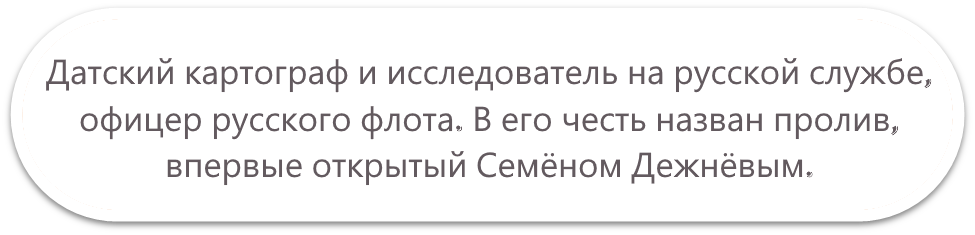 Датский картограф и исследователь на русской службе,
офицер русского флота. В его честь назван пролив,
впервые открытый Семёном Дежнёвым.